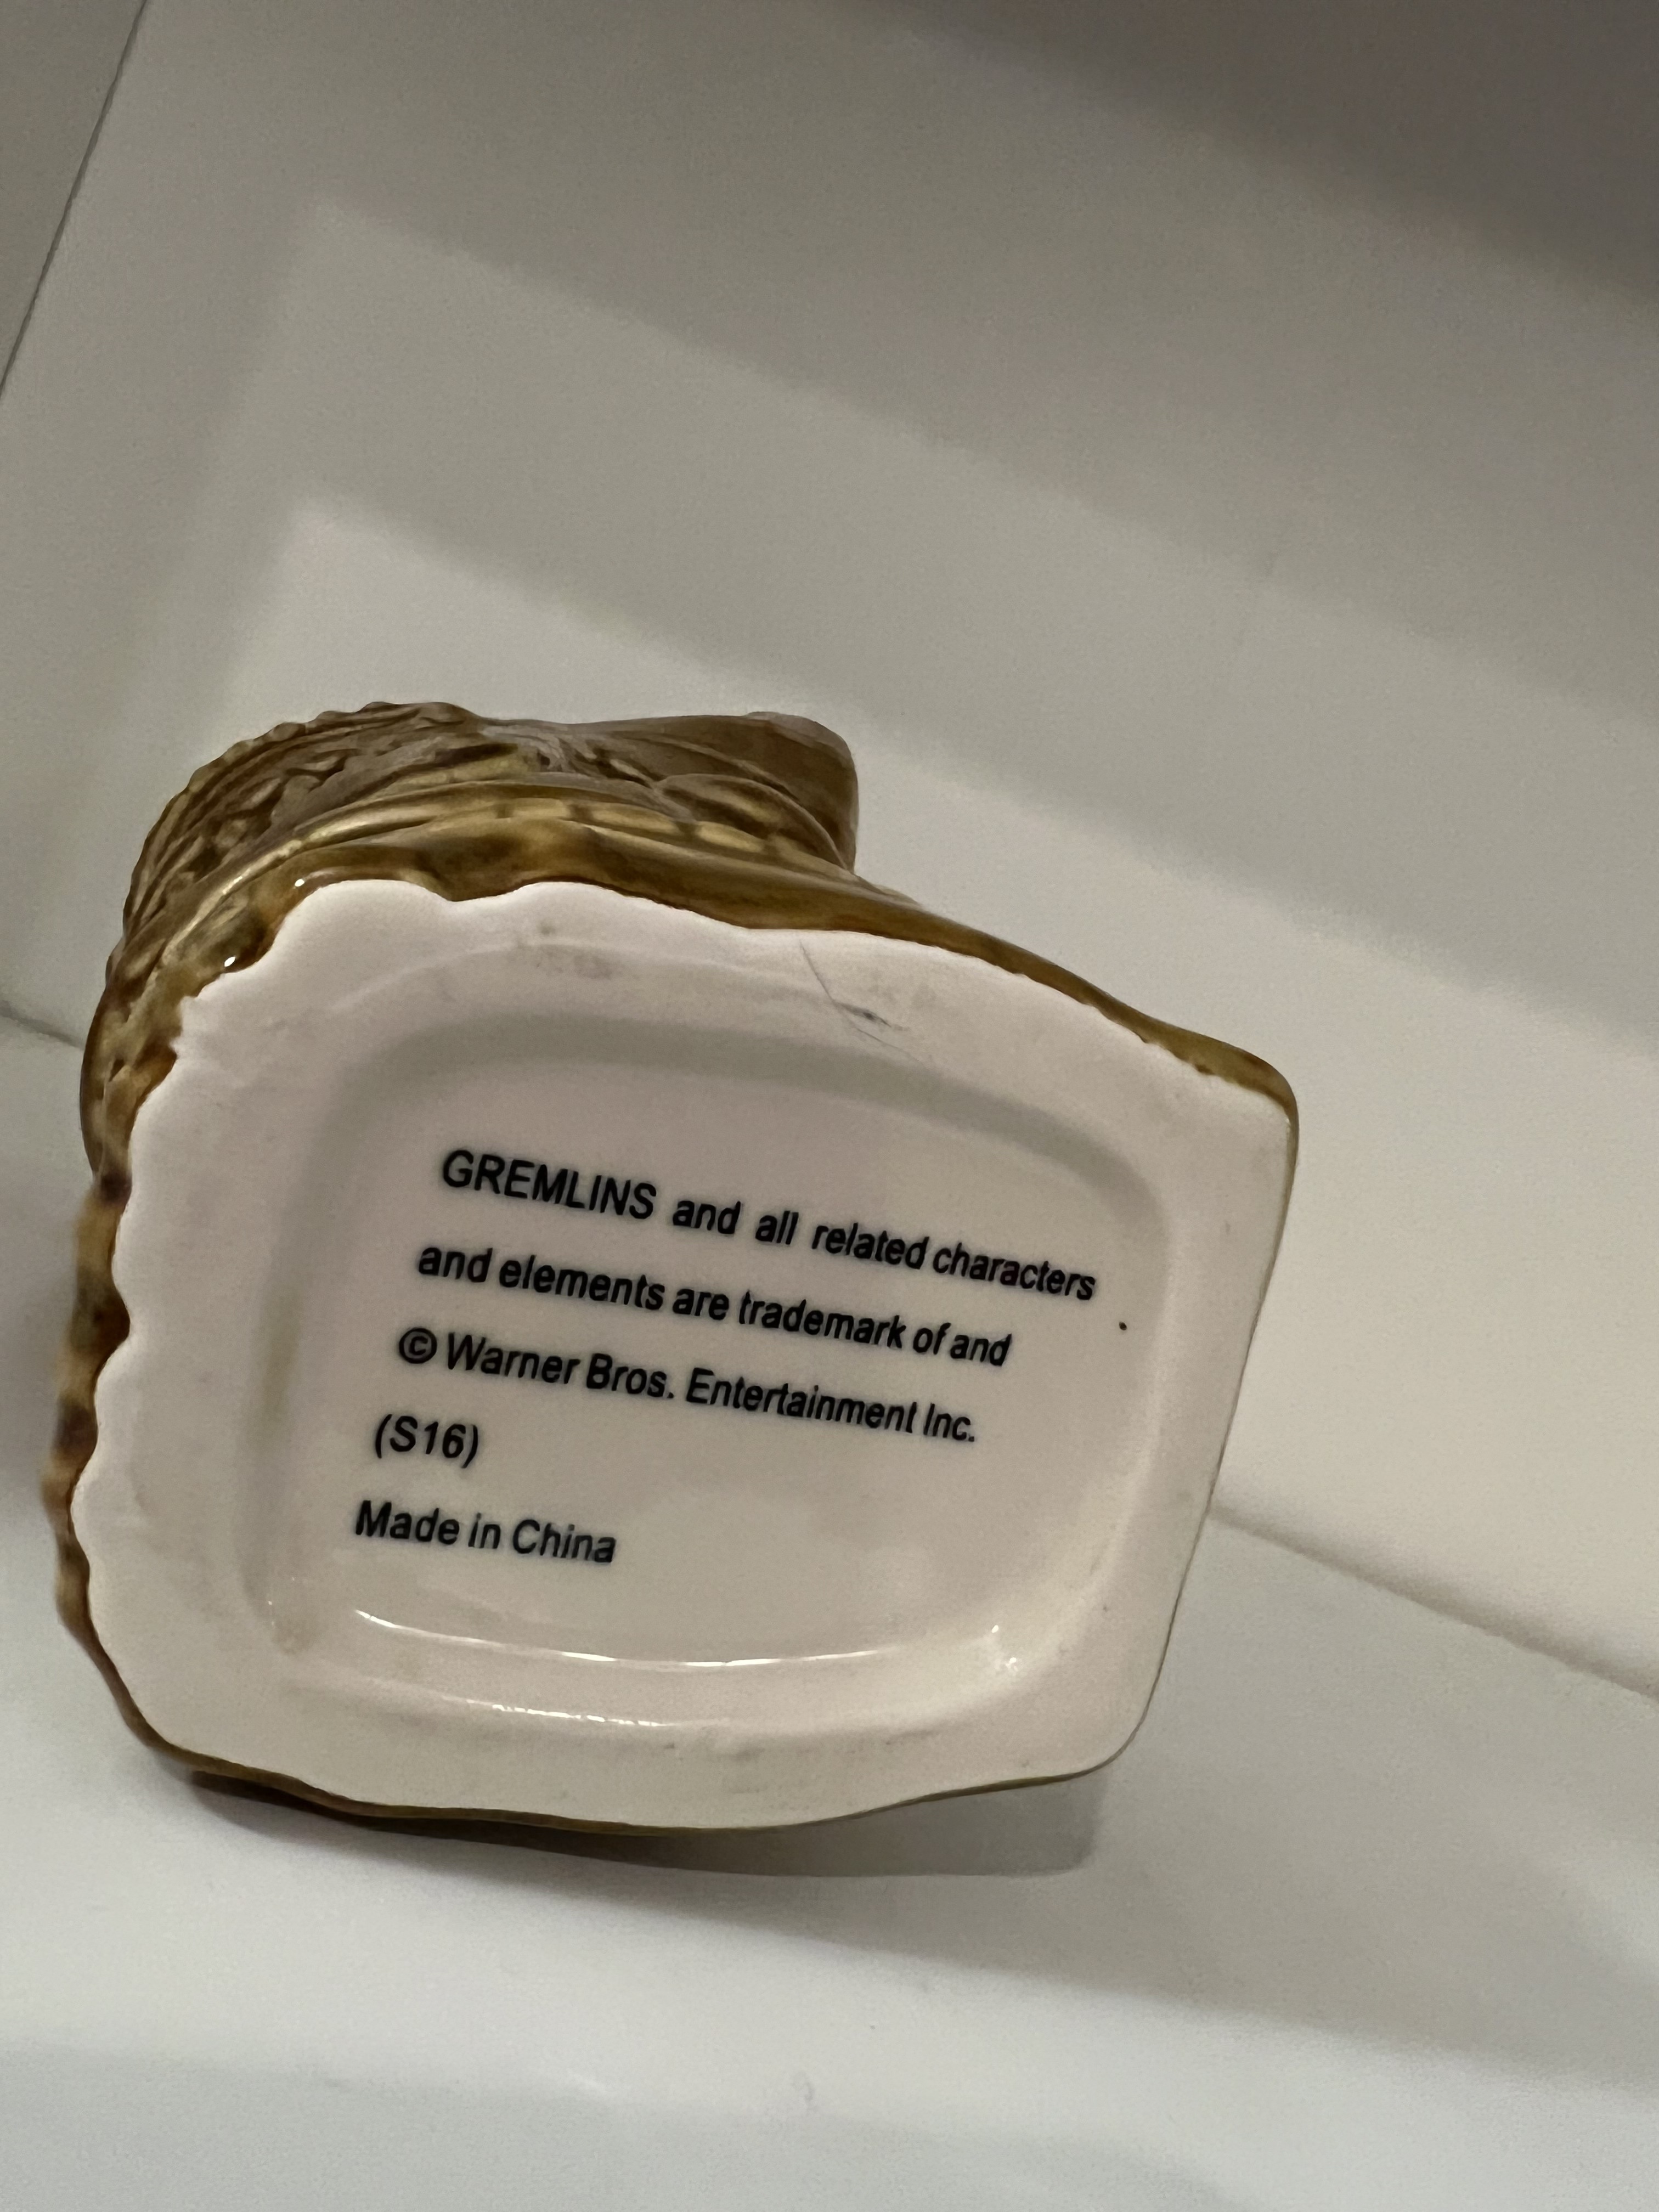 GREMLINS and all related characters
and elements are trademark of and
© Warner Bros. Entertainment Inc.
(S16)
Made in China